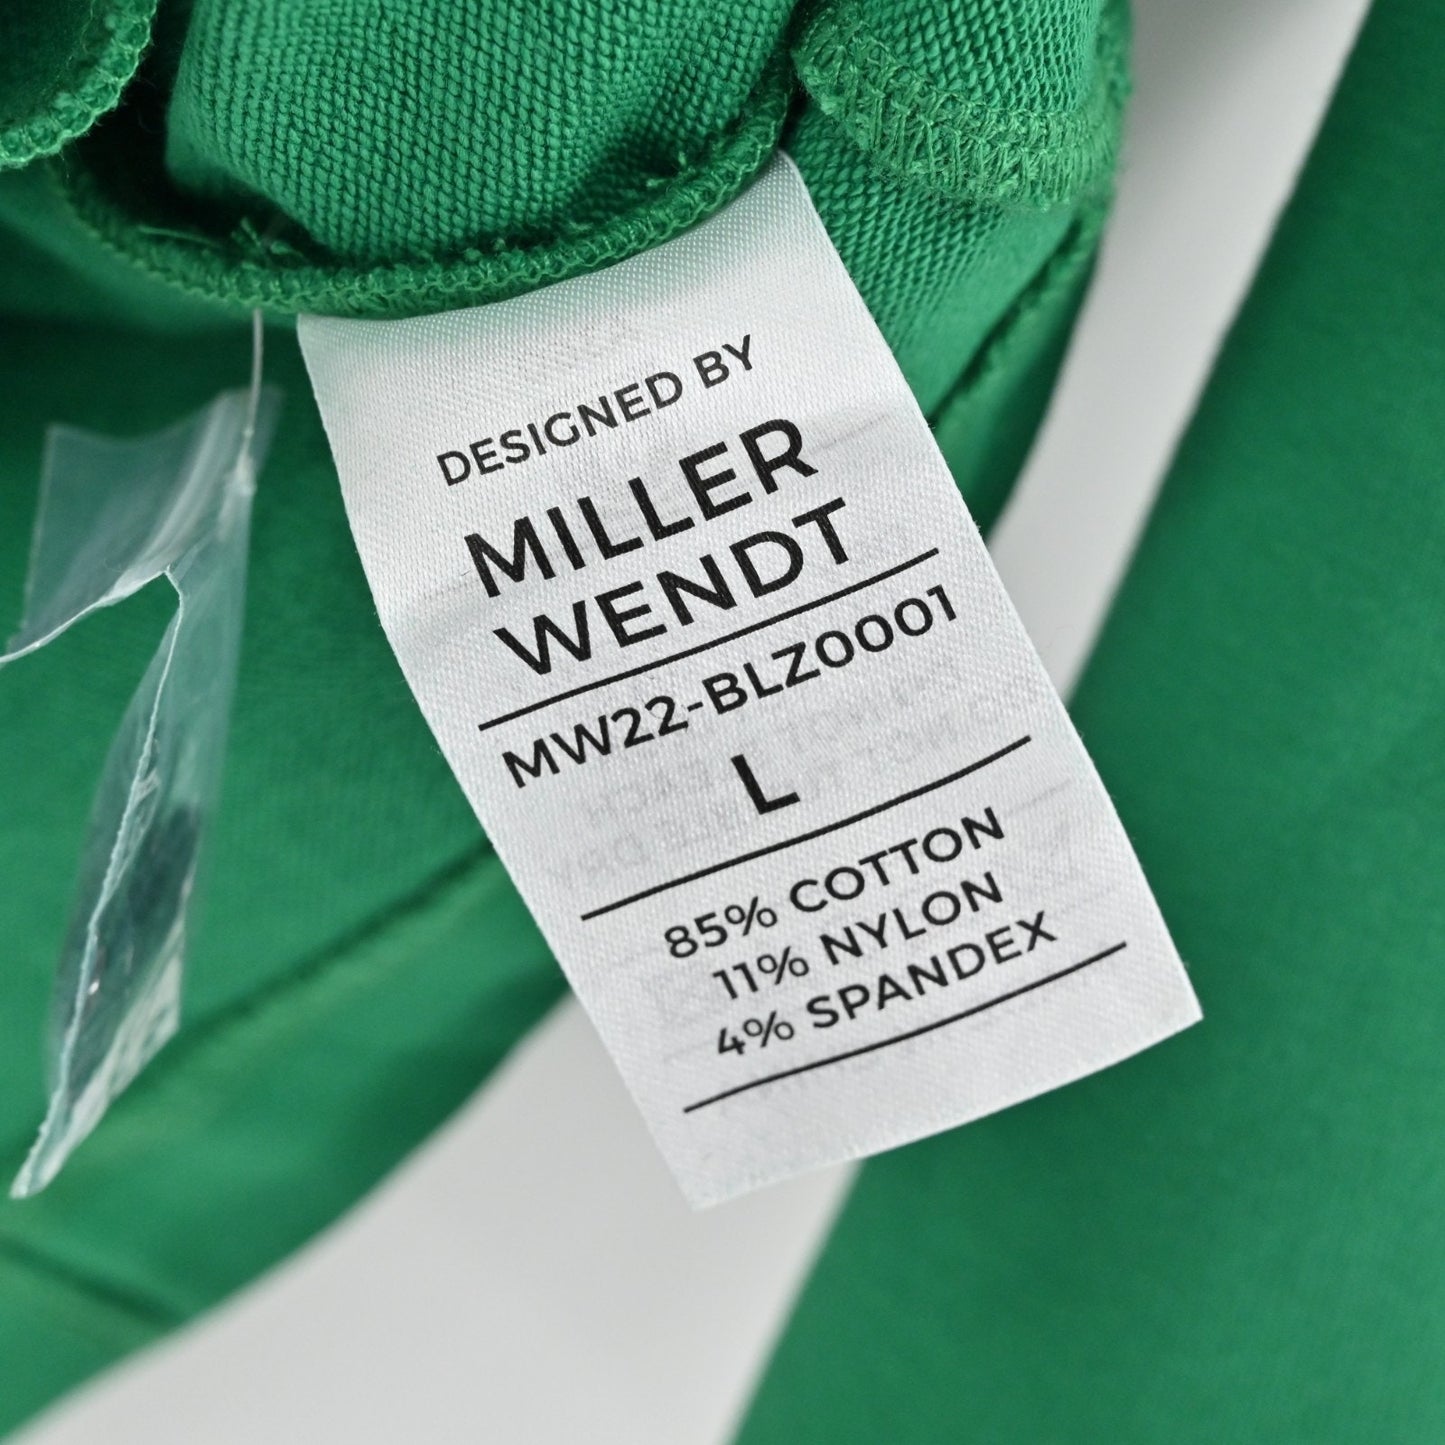 DESIGNED BY
MILLER
WENDT
MW22-BLZ0001
L
85% COTTON
11% NYLON
4% SPANDEX